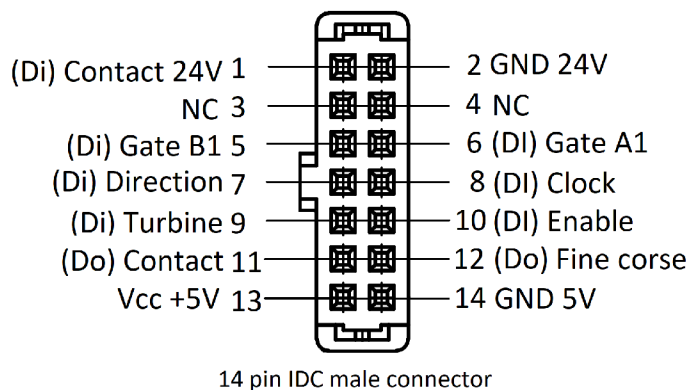 (Di) Contact 24V 1 2 GND 24V
NC 3 4 NC
(Di) Gate B1 5 6 (DI) Gate A1
(Di) Direction 7 8 (DI) Clock
(Di) Turbine 9 10 (DI) Enable
(Do) Contact 11 12 (Do) Fine corse
Vcc +5V 13 14 GND 5V
14 pin IDC male connector